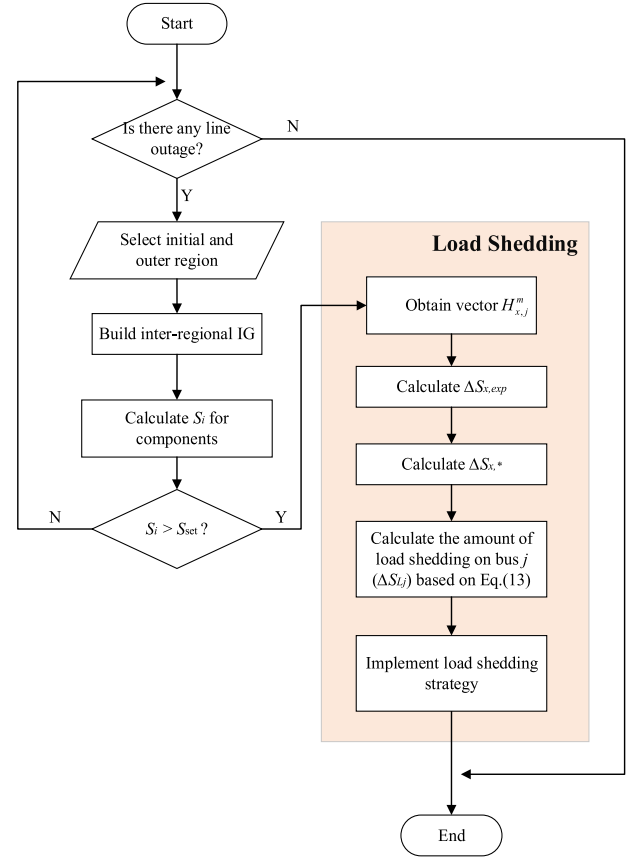 Start
Is there any line
outage?
N
Y
Select initial and
outer region
Build inter-regional IG
Calculate Si for
components
N
Si > Sset ?
Y
Load Shedding
Obtain vector H^m_{x,j}
Calculate ΔSx,exp
Calculate ΔSx,*
Calculate the amount of
load shedding on bus j
(ΔSLj) based on Eq.(13)
Implement load shedding
strategy
End